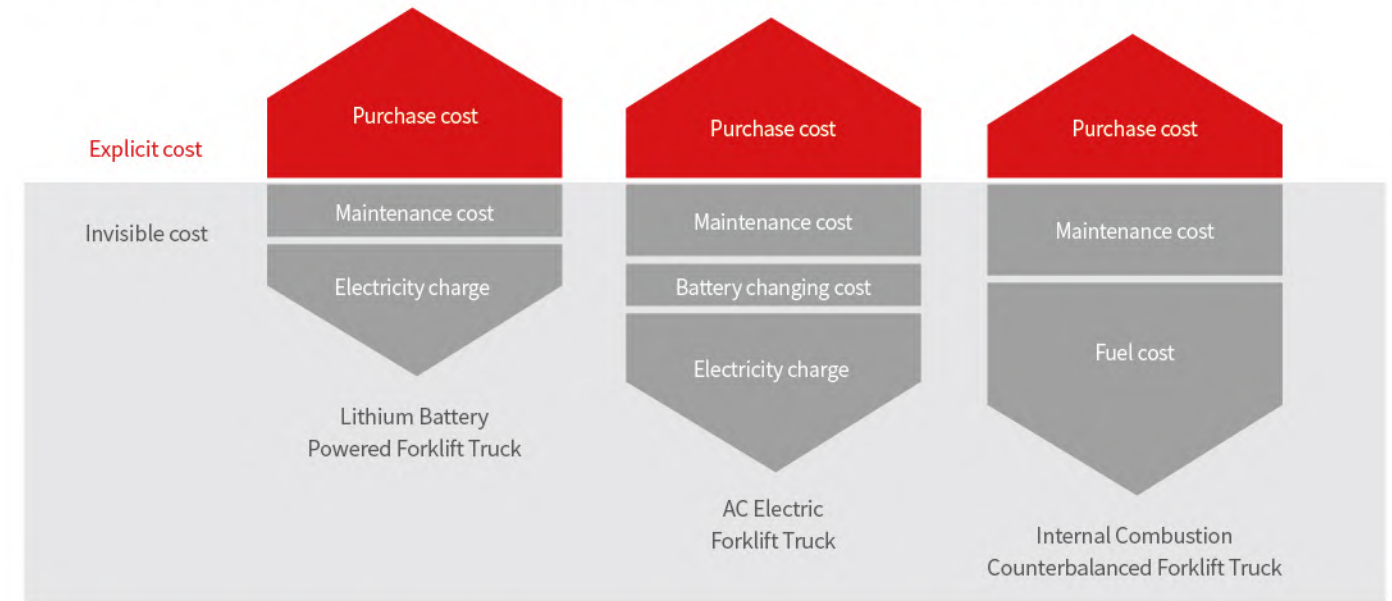 Explicit cost
Invisible cost
Purchase cost
Maintenance cost
Electricity charge
Lithium Battery
Powered Forklift Truck
Purchase cost
Maintenance cost
Battery changing cost
Electricity charge
AC Electric
Forklift Truck
Purchase cost
Maintenance cost
Fuel cost
Internal Combustion
Counterbalanced Forklift Truck